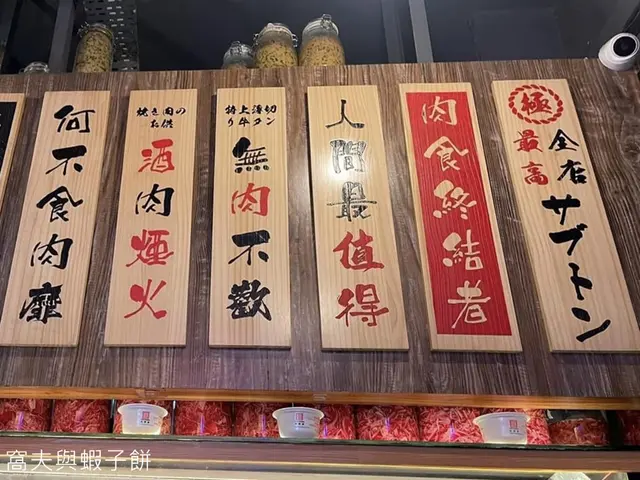 何不食肉靡
焼き肉の
お供
酒肉煙火
特上薄切
り牛タン
無肉不歡
人間最值得
肉食終結者
極
最高
全店
サブトン
窩夫與蝦子餅